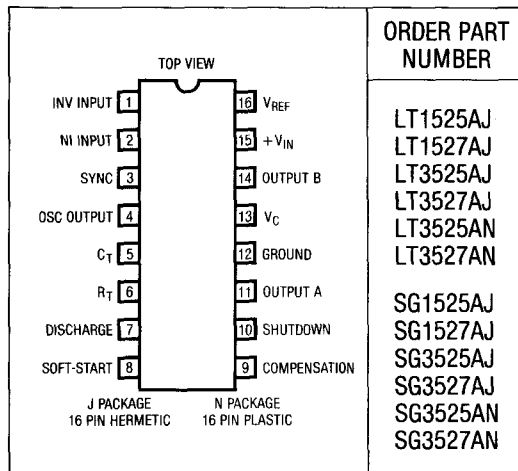 TOP VIEW
INV INPUT 1
NI INPUT 2
SYNC 3
OSC OUTPUT 4
CT 5
RT 6
DISCHARGE 7
SOFT-START 8
16 VREF
15 +VIN
14 OUTPUT B
13 VC
12 GROUND
11 OUTPUT A
10 SHUTDOWN
9 COMPENSATION
J PACKAGE
16 PIN HERMETIC
N PACKAGE
16 PIN PLASTIC
ORDER PART
NUMBER
LT1525AJ
LT1527AJ
LT3525AJ
LT3527AJ
LT3525AN
LT3527AN
SG1525AJ
SG1527AJ
SG3525AJ
SG3527AJ
SG3525AN
SG3527AN